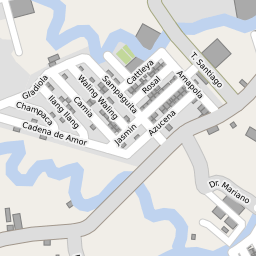 T. Santiago
Cattleya
Amapola
Gladiola
Waling Waling
Rosal
Sampaguita
Champaca
Ilang Ilang
Camia
Azucena
Jasmin
Cadena de Amor
Dr. Mariano